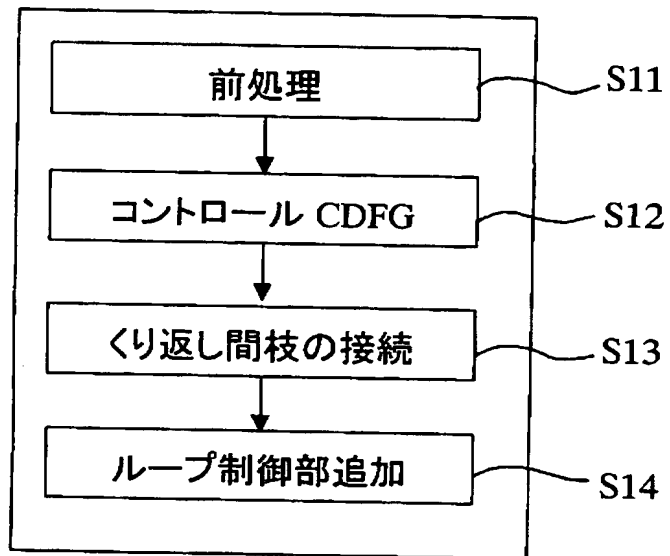 前処理
S11
コントロール CDFG
S12
くり返し間枝の接続
S13
ループ制御部追加
S14